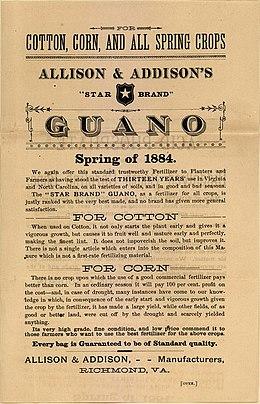 FOR
COTTON, CORN, AND ALL SPRING CROPS
ALLISON & ADDISON'S
"STAR BRAND"
GUANO
Spring of 1884.
We again offer this standard trustworthy Fertilizer to Planters and
Farmers as having stood the test of THIRTEEN YEARS' use in Virginia
and North Carolina, on all varieties of soils, and in good and bad seasons.
The "STAR BRAND" GUANO, as a fertilizer for all crops, is
justly ranked with the very best made, and no brand has given more general
satisfaction.
FOR COTTON
When used on Cotton, it not only starts the plant early and gives it a
vigorous growth, but causes it to fruit well and mature early and perfectly,
making the finest lint. It does not impoverish the soil, but improves it.
There is not a single article which enters into the composition of this Ma-
nure which is not a first-rate fertilizing material.
FOR CORN
There is no crop upon which the use of a good commercial fertilizer pays
better than corn. In an ordinary season it will pay 100 per cent. profit on
the cost—and, in case of drought, many instances have come to our know-
ledge in which, in consequence of the early start and vigorous growth given
the crop by the fertilizer, it has made a large yield, while other fields, of as
good or better land, were cut off by the drought and scarcely yielded
anything.
Its very high grade, fine condition, and low price commend it to
those farmers who want to use the best fertilizer for the above crops.
Every bag is Guaranteed to be of Standard quality.
ALLISON & ADDISON, - - Manufacturers,
RICHMOND, VA.
[OVER.]